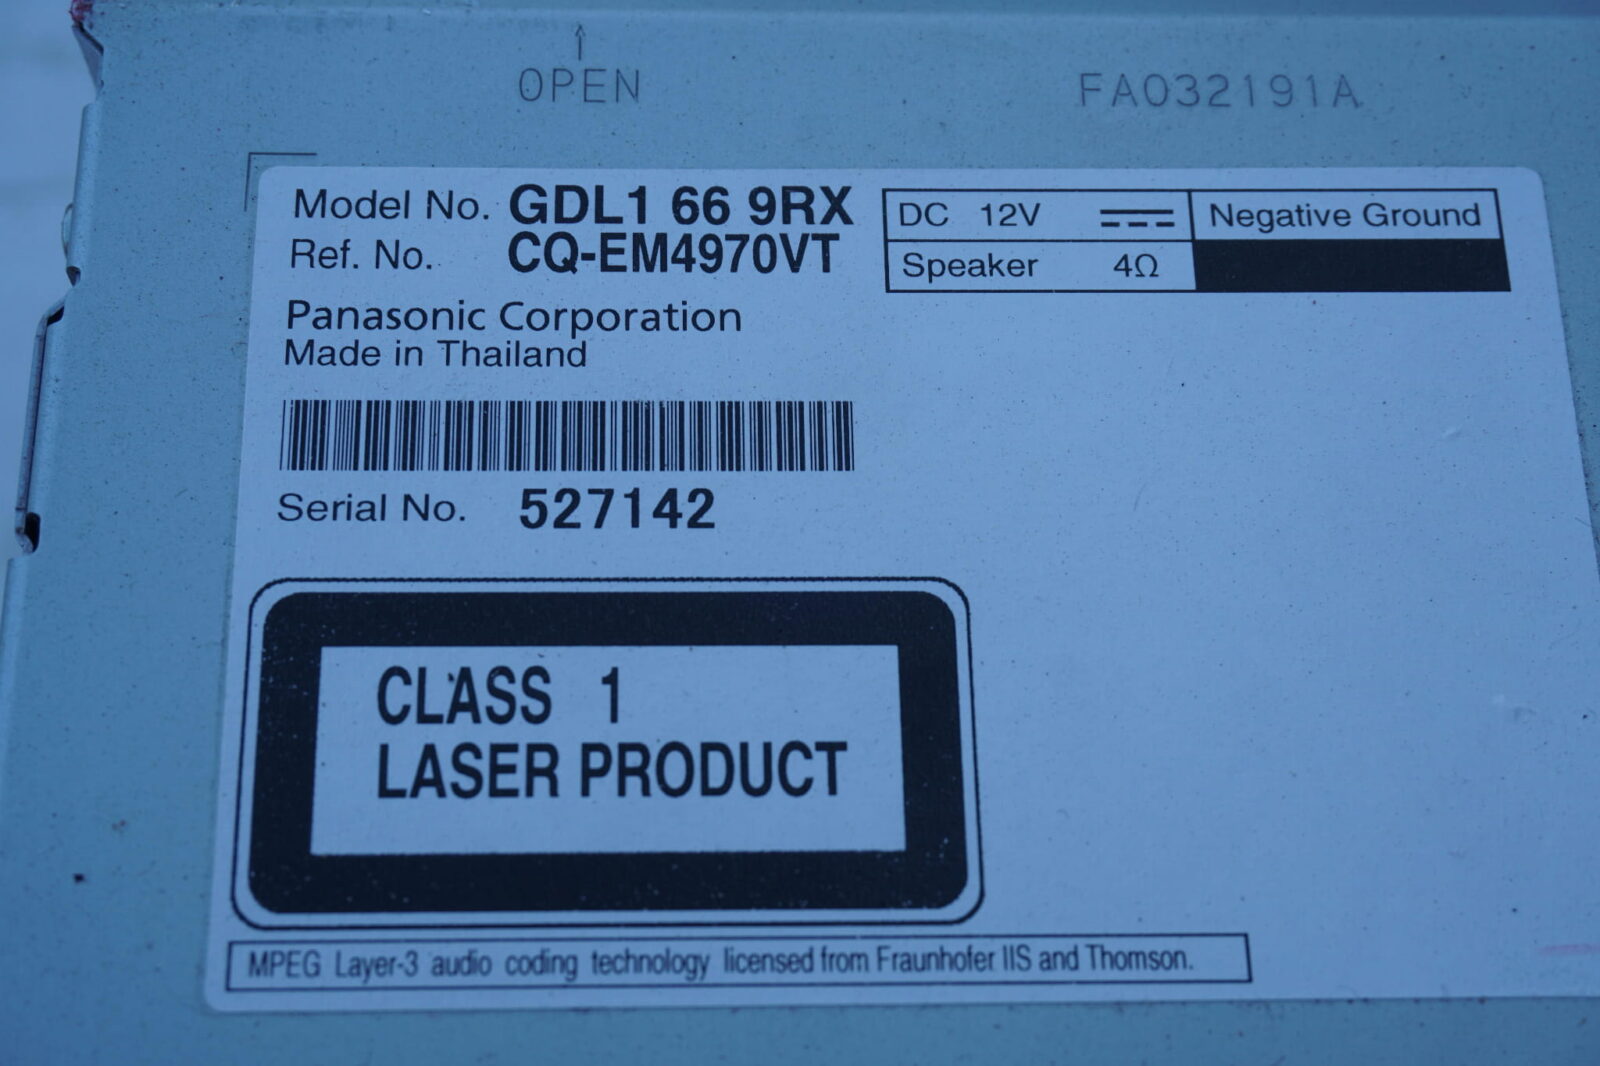 ↑
OPEN
FA032191A
Model No. GDL1 66 9RX
Ref. No. CQ-EM4970VT
DC 12V Negative Ground
Speaker 4Ω
Panasonic Corporation
Made in Thailand
Serial No. 527142
CLASS 1
LASER PRODUCT
MPEG Layer-3 audio coding technology licensed from Fraunhofer IIS and Thomson.